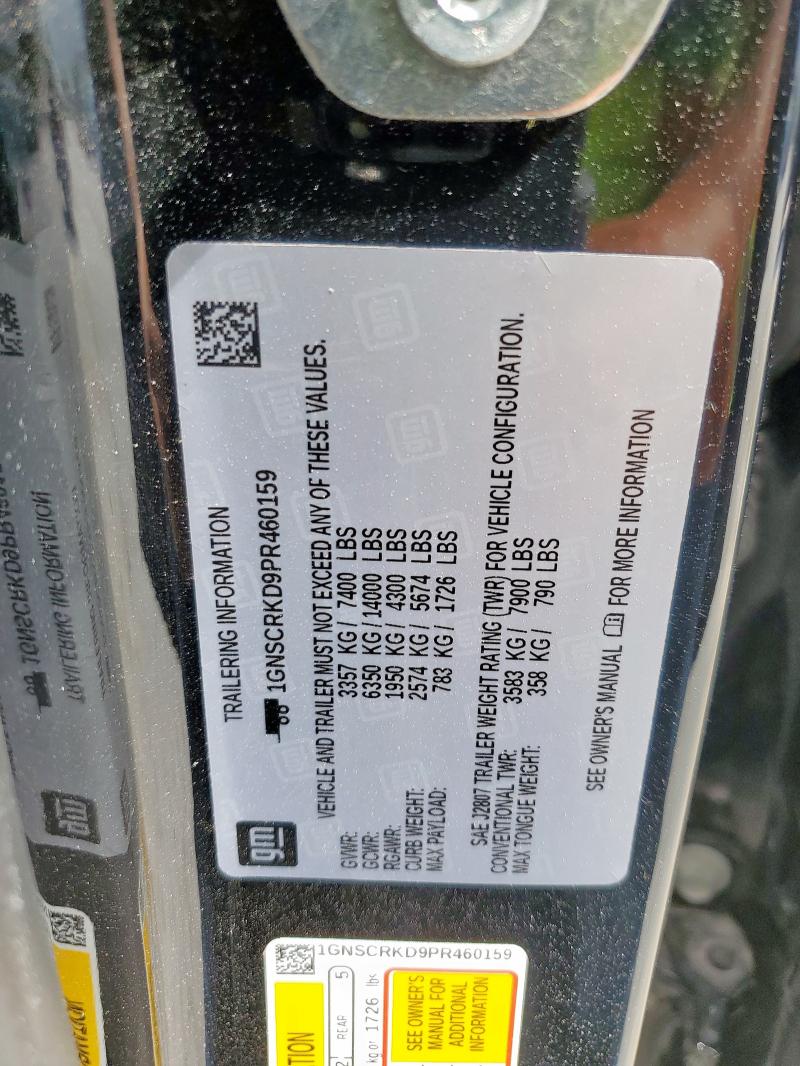 TRAILERING INFORMATION
1GNSCRKD9PR460159
VEHICLE AND TRAILER MUST NOT EXCEED ANY OF THESE VALUES.
GVWR: 3357 KG / 7400 LBS
GCWR: 6350 KG / 14000 LBS
RGAWR: 1950 KG / 4300 LBS
CURB WEIGHT: 2574 KG / 5674 LBS
MAX PAYLOAD: 783 KG / 1726 LBS
SAE J2807 TRAILER WEIGHT RATING (TWR) FOR VEHICLE CONFIGURATION.
CONVENTIONAL TWR: 3583 KG / 7900 LBS
MAX TONGUE WEIGHT: 358 KG / 790 LBS
SEE OWNER'S MANUAL FOR MORE INFORMATION
gm
1GNSCRKD9PR460159
REAR 5
kg or 1726 lbs
SEE OWNER'S
MANUAL FOR
ADDITIONAL
INFORMATION